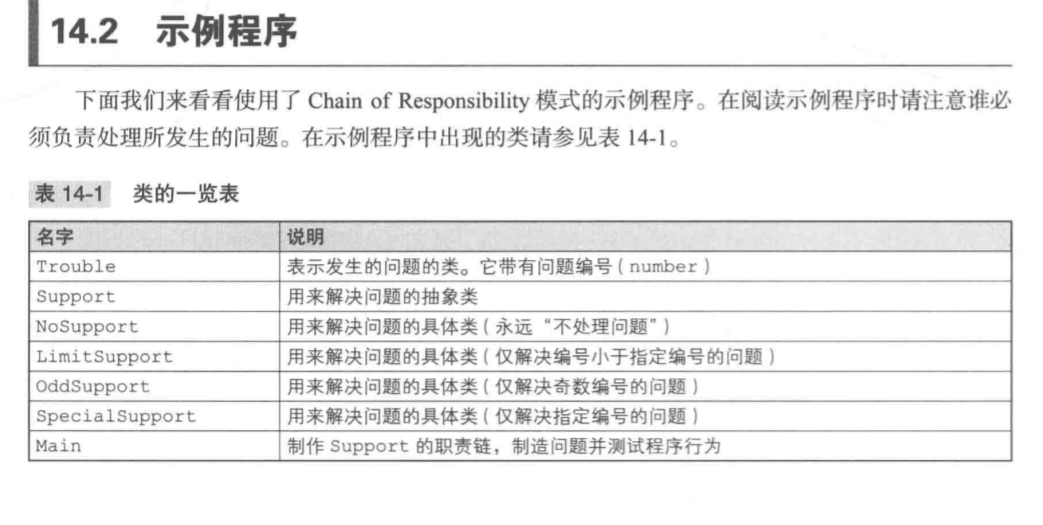 14.2 示例程序
下面我们来看看使用了 Chain of Responsibility 模式的示例程序。在阅读示例程序时请注意谁必
须负责处理所发生的问题。在示例程序中出现的类请参见表 14-1。
表 14-1 类的一览表
名字 说明
Trouble 表示发生的问题的类。它带有问题编号（number）
Support 用来解决问题的抽象类
NoSupport 用来解决问题的具体类（永远“不处理问题”）
LimitSupport 用来解决问题的具体类（仅解决编号小于指定编号的问题）
OddSupport 用来解决问题的具体类（仅解决奇数编号的问题）
SpecialSupport 用来解决问题的具体类（仅解决指定编号的问题）
Main 制作 Support 的职责链，制造问题并测试程序行为